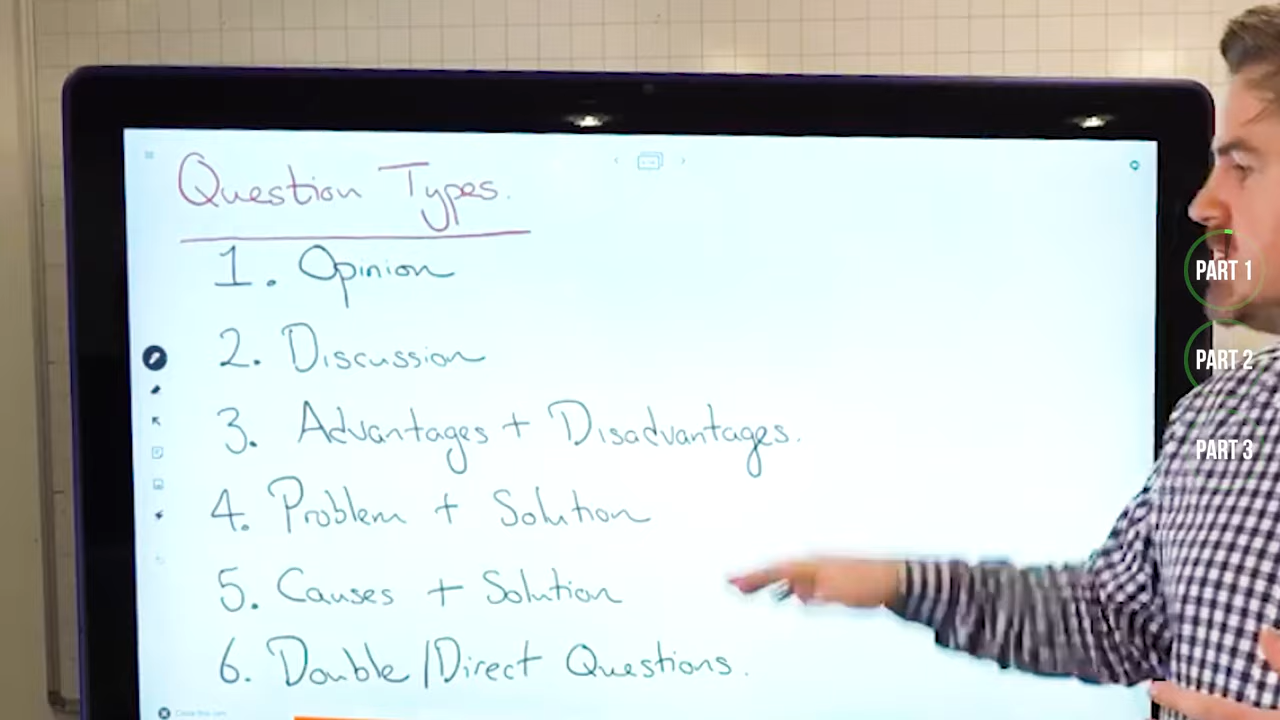 Question Types.
1. Opinion
2. Discussion
3. Advantages + Disadvantages.
4. Problem + Solution
5. Causes + Solution
6. Double/Direct Questions.
PART 1
PART 2
PART 3